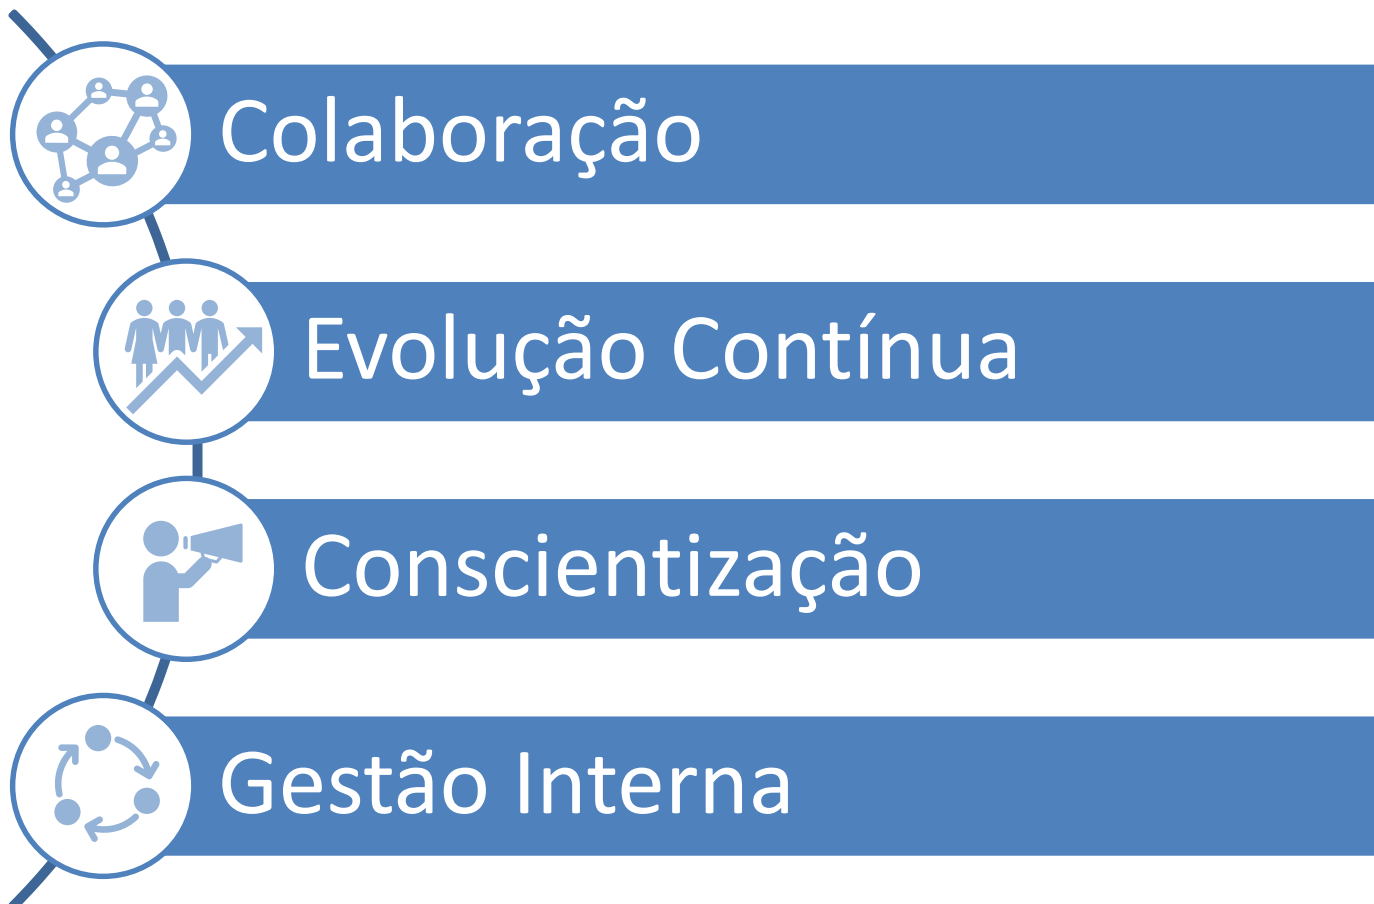 Colaboração
Evolução Contínua
Conscientização
Gestão Interna